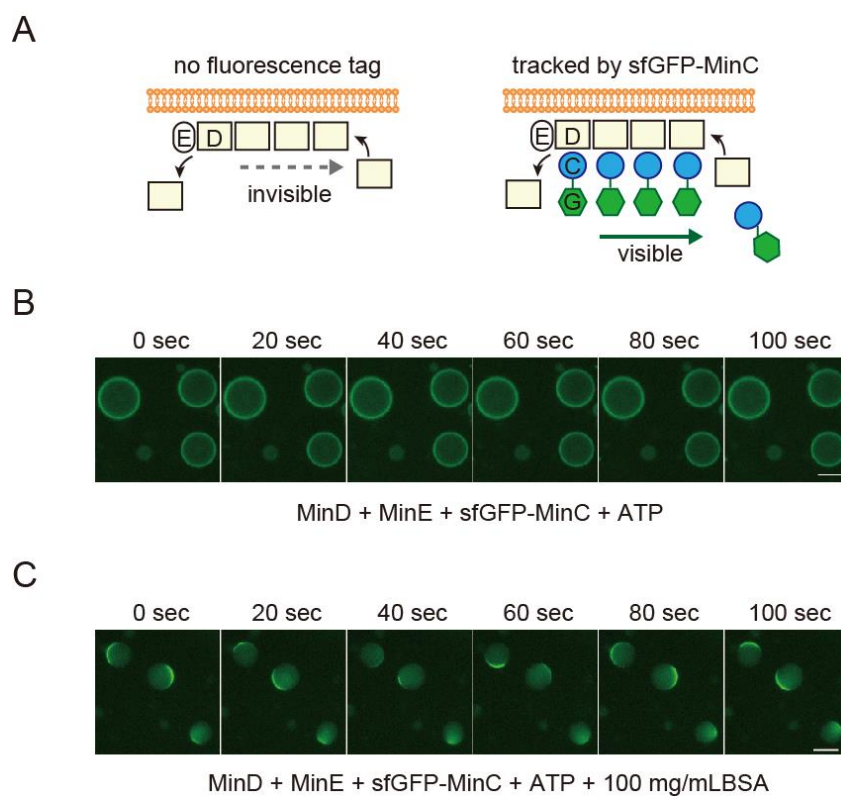 A
no fluorescence tag
tracked by sfGFP-MinC
E D
invisible
E D
C
G
visible
B
0 sec 20 sec 40 sec 60 sec 80 sec 100 sec
MinD + MinE + sfGFP-MinC + ATP
C
0 sec 20 sec 40 sec 60 sec 80 sec 100 sec
MinD + MinE + sfGFP-MinC + ATP + 100 mg/mLBSA